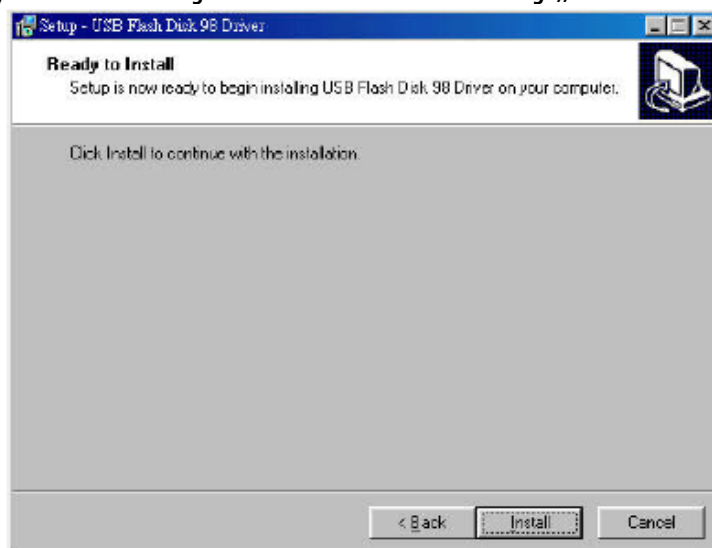 Setup - USB Flash Disk 98 Driver
Ready to Install
Setup is now ready to begin installing USB Flash Disk 98 Driver on your computer.
Click Install to continue with the installation.
< Back
Install
Cancel